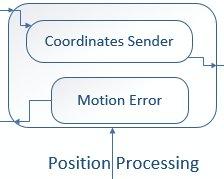 Coordinates Sender
Motion Error
Position Processing